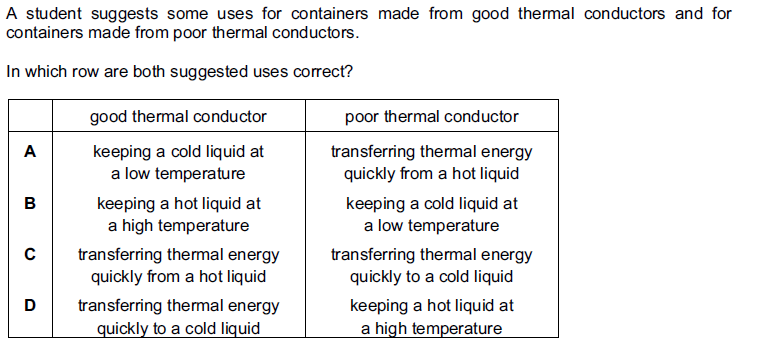 A student suggests some uses for containers made from good thermal conductors and for
containers made from poor thermal conductors.
In which row are both suggested uses correct?
good thermal conductor poor thermal conductor
A keeping a cold liquid at transferring thermal energy
a low temperature quickly from a hot liquid
B keeping a hot liquid at keeping a cold liquid at
a high temperature a low temperature
C transferring thermal energy transferring thermal energy
quickly from a hot liquid quickly to a cold liquid
D transferring thermal energy keeping a hot liquid at
quickly to a cold liquid a high temperature